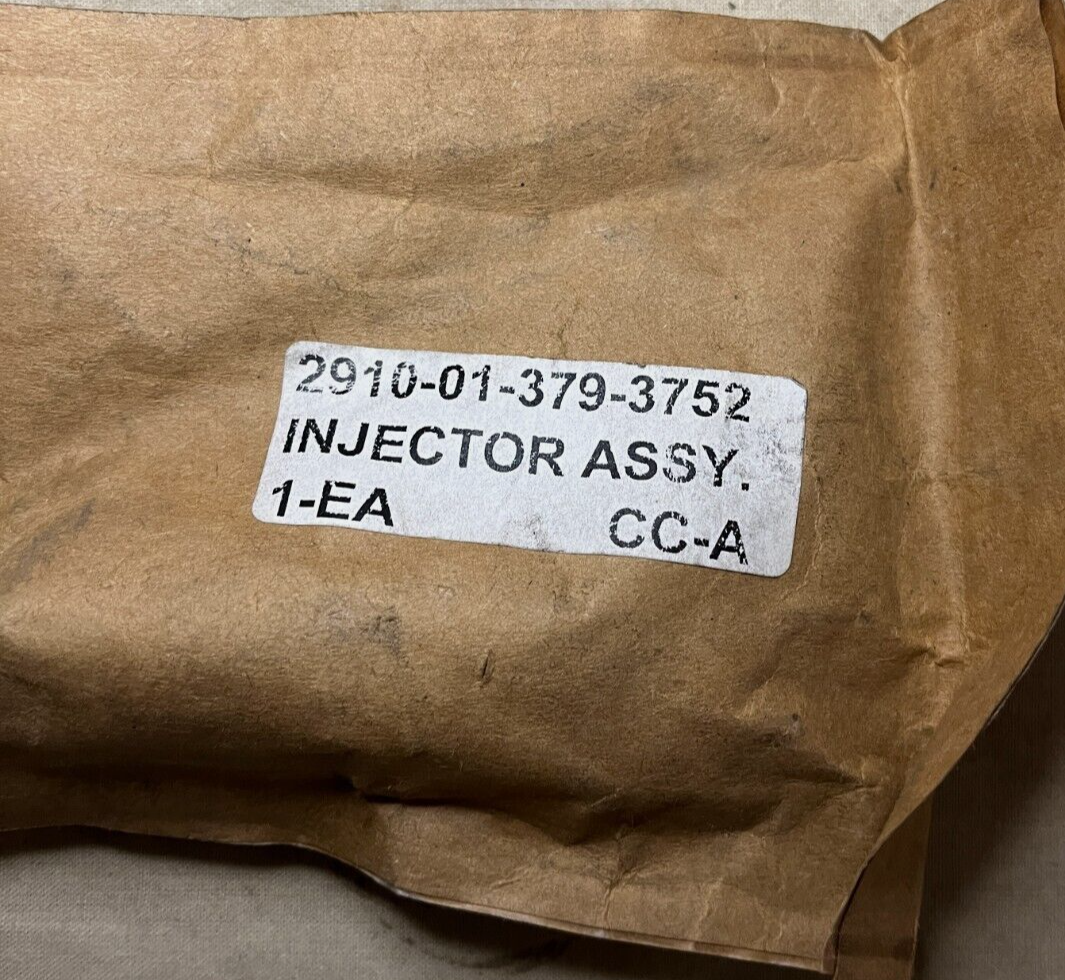 2910-01-379-3752
INJECTOR ASSY.
1-EA CC-A